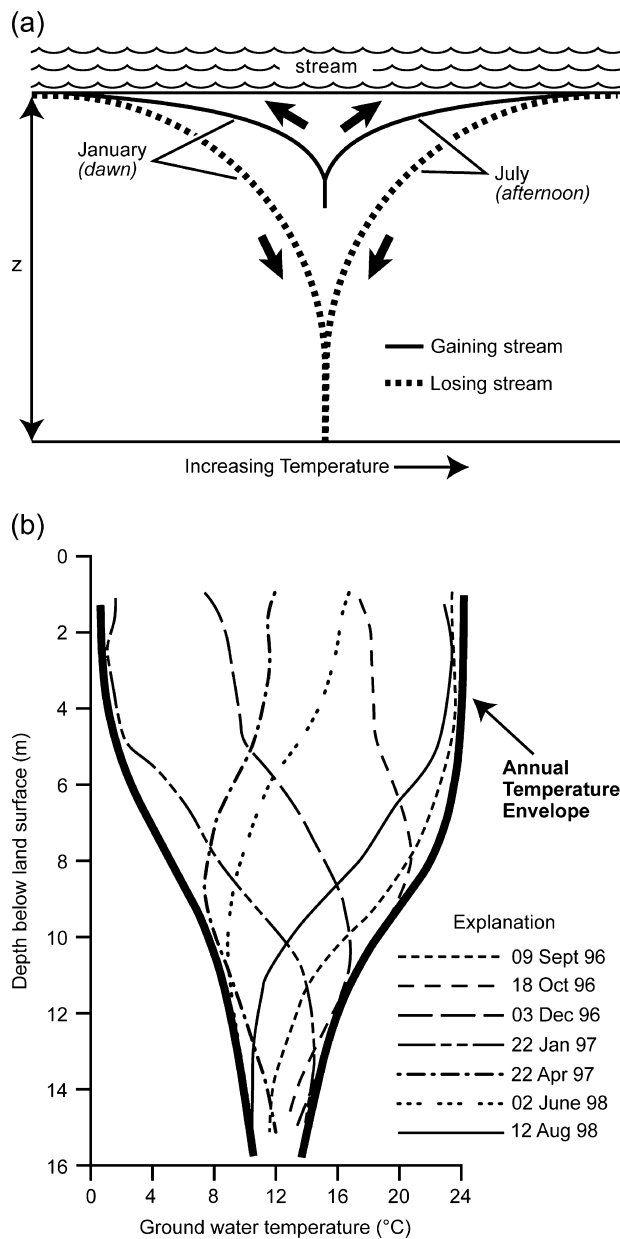 (a)
stream
January
(dawn)
July
(afternoon)
z
Gaining stream
Losing stream
Increasing Temperature
(b)
0
2
4
6
8
10
12
14
16
Depth below land surface (m)
Annual
Temperature
Envelope
Explanation
09 Sept 96
18 Oct 96
03 Dec 96
22 Jan 97
22 Apr 97
02 June 98
12 Aug 98
0 4 8 12 16 20 24
Ground water temperature (°C)